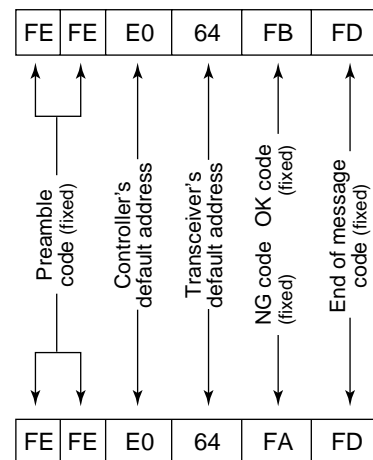 FE FE E0 64 FB FD
Preamble
code (fixed)
Controller's
default address
Transceiver's
default address
OK code
(fixed)
NG code
(fixed)
End of message
code (fixed)
FE FE E0 64 FA FD